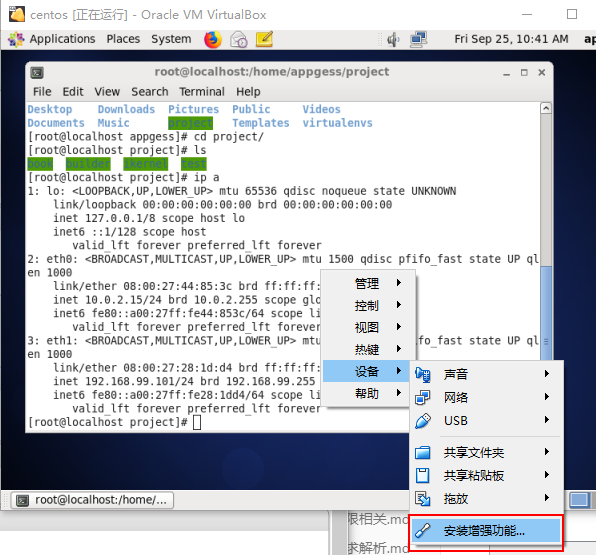 centos [正在运行] - Oracle VM VirtualBox
Applications Places System Fri Sep 25, 10:41 AM ap
root@localhost:/home/appgess/project
File Edit View Search Terminal Help
Desktop Downloads Pictures Public Videos
Documents Music project Templates virtualenvs
[root@localhost appgess]# cd project/
[root@localhost project]# ls
book builder ikernel test
[root@localhost project]# ip a
1: lo: <LOOPBACK,UP,LOWER_UP> mtu 65536 qdisc noqueue state UNKNOWN
link/loopback 00:00:00:00:00:00 brd 00:00:00:00:00:00
inet 127.0.0.1/8 scope host lo
inet6 ::1/128 scope host
valid_lft forever preferred_lft forever
2: eth0: <BROADCAST,MULTICAST,UP,LOWER_UP> mtu 1500 qdisc pfifo_fast state UP ql
en 1000
link/ether 08:00:27:44:85:3c brd ff:ff:ff:
inet 10.0.2.15/24 brd 10.0.2.255 scope glo
inet6 fe80::a00:27ff:fe44:853c/64 scope li
valid_lft forever preferred_lft forever
3: eth1: <BROADCAST,MULTICAST,UP,LOWER_UP> pfifo_fast state UP ql
en 1000
link/ether 08:00:27:28:1d:d4 brd ff:ff:ff:
inet 192.168.99.101/24 brd 192.168.99.255
inet6 fe80::a00:27ff:fe28:1dd4/64 scope li
valid_lft forever preferred_lft forever
[root@localhost project]#
管理
控制
视图
热键
设备
帮助
声音
网络
USB
共享文件夹
共享粘贴板
拖放
安装增强功能...
root@localhost:/home/...
限相关.md
求解析.md